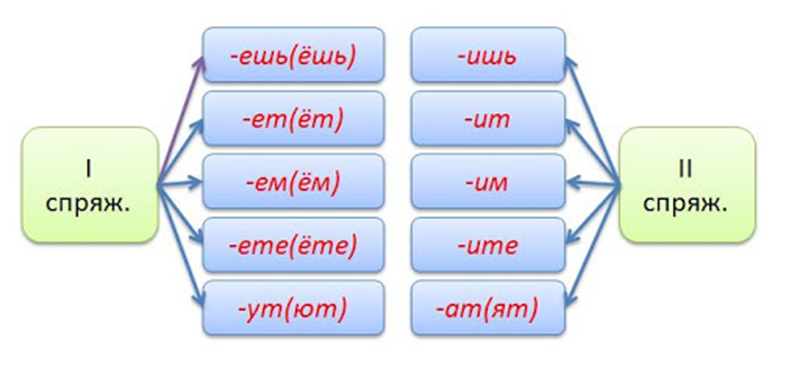 I
спряж.
-ешь(ёшь)
-ет(ёт)
-ем(ём)
-ете(ёте)
-ут(ют)
-ишь
-ит
-им
-ите
-ат(ят)
II
спряж.